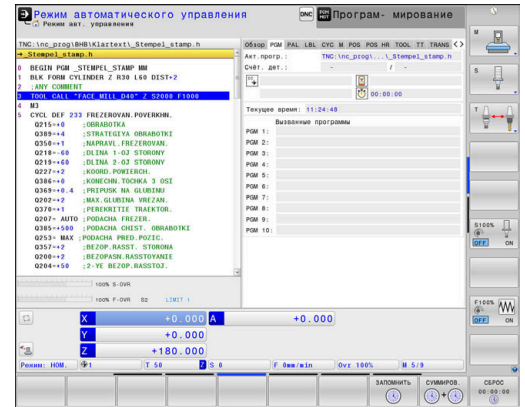 Режим автоматического управления
DNC
Програм- мирование
Режим авт. управления
TNC:\nc_prog\BHB\Klartext\_Stempel_stamp.h
→_Stempel_stamp.h
0 BEGIN PGM _STEMPEL_STAMP MM
1 BLK FORM CYLINDER Z R30 L60 DIST+2
2 ;ANY COMMENT
3 TOOL CALL "FACE_MILL_D40" Z S2000 F1000
4 M3
5 CYCL DEF 233 FREZEROVAN.POVERKHN.
Q215=+0 ;OBRABOTKA
Q389=+4 ;STRATEGIYA OBRABOTKI
Q350=+1 ;NAPRAVL.FREZEROVAN.
Q218=-60 ;DLINA 1-OJ STORONY
Q219=+60 ;DLINA 2-OJ STORONY
Q227=+2 ;KOORD.POWIERCH.
Q386=+0 ;KONECHN.TOCHKA 3 OSI
Q369=+0.4 ;PRIPUSK NA GLUBINU
Q202=+2 ;MAX.GLUBINA VREZAN.
Q370=+1 ;PEREKRITIE TRAEKTOR.
Q207= AUTO ;PODACHA FREZER.
Q385=+500 ;PODACHA CHIST. OBRABOTKI
Q253= MAX ;PODACHA PRED.POZIC.
Q357=+2 ;BEZOP.RASST. STORONA
Q200=+2 ;BEZOPASN.RASSTOYANIE
Q204=+50 ;2-YE BEZOP.RASSTOJ.
Обзор PGM PAL LBL CYC M POS POS HR TOOL TT TRANS
Акт.прогр.: TNC:\nc_prog\...\_Stempel_stamp.h
Счёт. дет.: - / -
00:00:00
Текущее время: 11:24:48
Вызванные программы
PGM 1:
PGM 2:
PGM 3:
PGM 4:
PGM 5:
PGM 6:
PGM 7:
PGM 8:
PGM 9:
PGM 10:
100% S-OVR
100% F-OVR S2 LIMIT 1
X +0.000 A +0.000
Y +0.000
Z +180.000
Режим: НОМ. 1 T 50 Z S 0 F 0mm/min Ovr 100% M 5/9
M
S
T
S100%
OFF ON
F100%
OFF ON
ЗАПОМНИТЬ
СУММИРОВ.
СБРОС
00:00:00